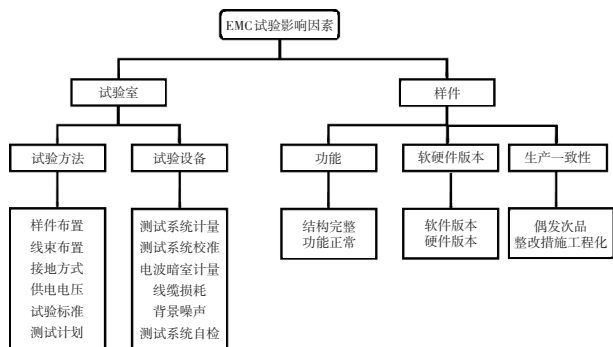 EMC试验影响因素
试验室
样件
试验方法
试验设备
功能
软硬件版本
生产一致性
样件布置
线束布置
接地方式
供电电压
试验标准
测试计划
测试系统计量
测试系统校准
电波暗室计量
线缆损耗
背景噪声
测试系统自检
结构完整
功能正常
软件版本
硬件版本
偶发次品
整改措施工程化